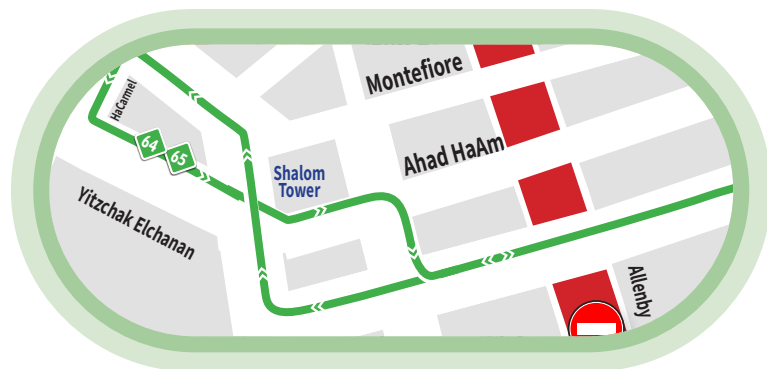 Montefiore
HaCarmel
Ahad HaAm
64
65
Shalom
Tower
Yitzchak Elchanan
Allenby